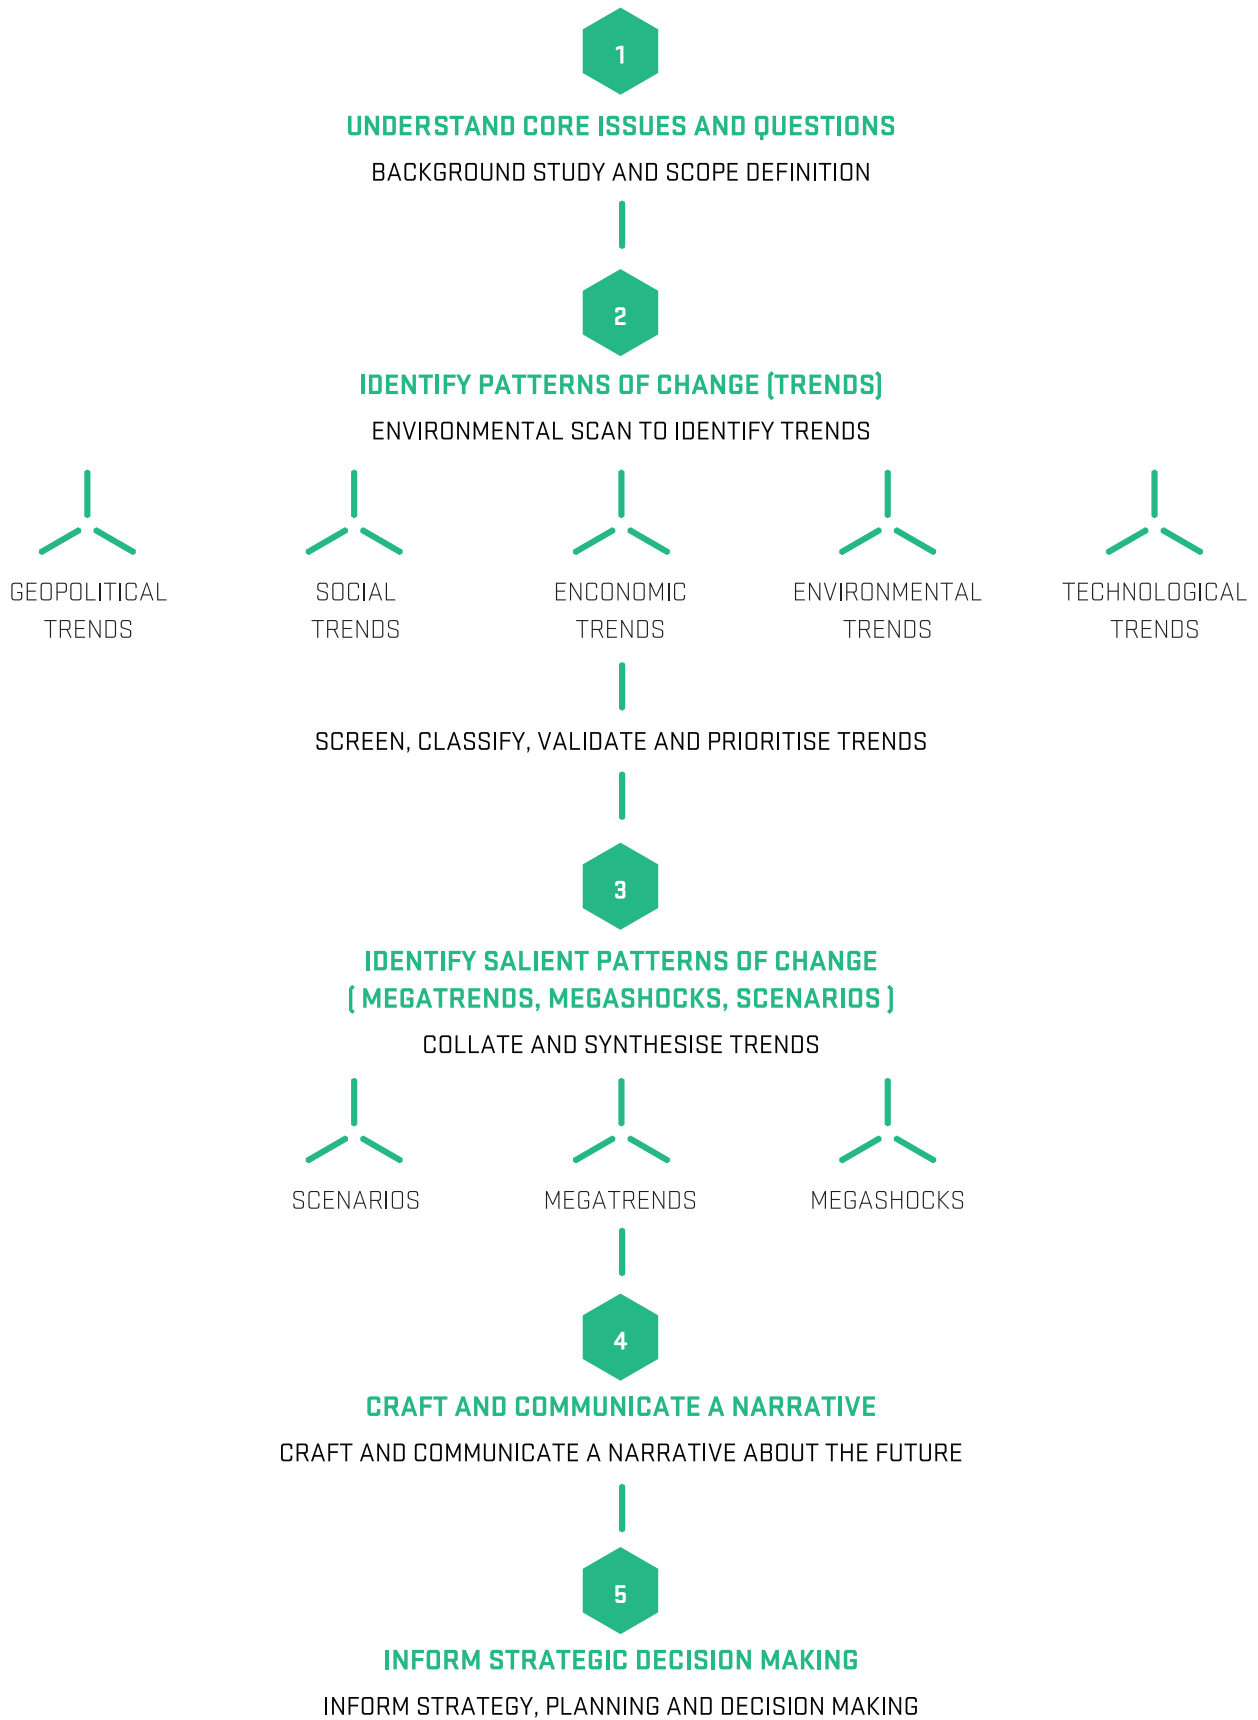 1
UNDERSTAND CORE ISSUES AND QUESTIONS
BACKGROUND STUDY AND SCOPE DEFINITION
2
IDENTIFY PATTERNS OF CHANGE (TRENDS)
ENVIRONMENTAL SCAN TO IDENTIFY TRENDS
GEOPOLITICAL
TRENDS
SOCIAL
TRENDS
ENCONOMIC
TRENDS
ENVIRONMENTAL
TRENDS
TECHNOLOGICAL
TRENDS
SCREEN, CLASSIFY, VALIDATE AND PRIORITISE TRENDS
3
IDENTIFY SALIENT PATTERNS OF CHANGE
( MEGATRENDS, MEGASHOCKS, SCENARIOS )
COLLATE AND SYNTHESISE TRENDS
SCENARIOS
MEGATRENDS
MEGASHOCKS
4
CRAFT AND COMMUNICATE A NARRATIVE
CRAFT AND COMMUNICATE A NARRATIVE ABOUT THE FUTURE
5
INFORM STRATEGIC DECISION MAKING
INFORM STRATEGY, PLANNING AND DECISION MAKING